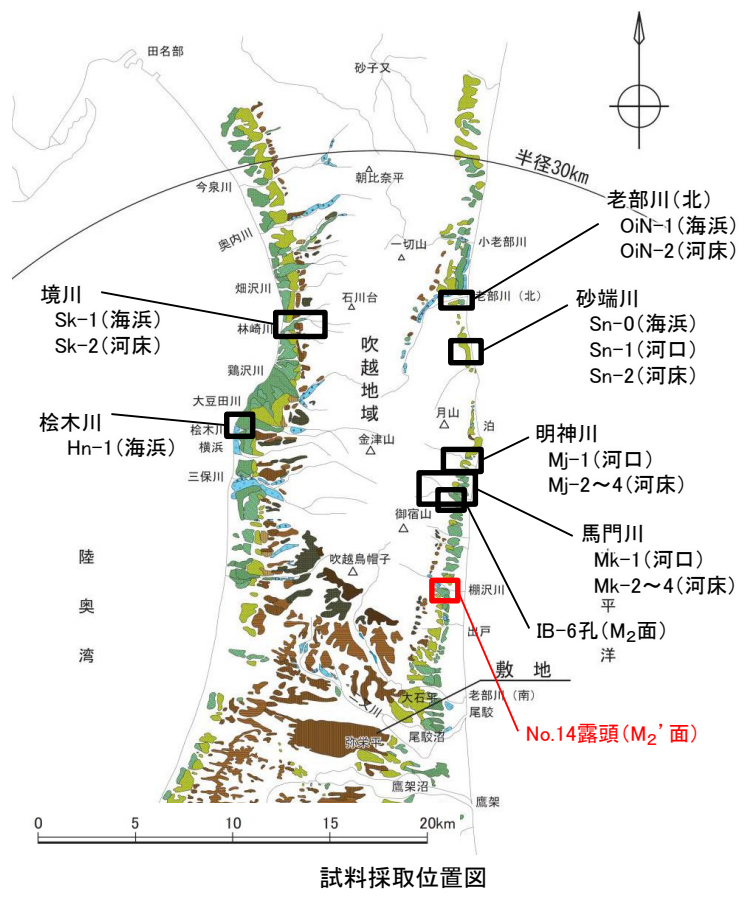 田名部
砂子又
半径30km
朝比奈平
今泉川
老部川(北)
OiN-1(海浜)
OiN-2(河床)
奥内川
一切山
小老部川
畑沢川
石川台
老部川(北)
境川
Sk-1(海浜)
Sk-2(河床)
砂端川
Sn-0(海浜)
Sn-1(河口)
Sn-2(河床)
林崎川
吹越地域
鶏沢川
大豆田川
月山
泊
桧木川
Hn-1(海浜)
桧木川
横浜
金津山
明神川
Mj-1(河口)
Mj-2～4(河床)
三保川
御宿山
馬門川
Mk-1(河口)
Mk-2～4(河床)
陸奥湾
吹越烏帽子
棚沢川
平洋
IB-6孔(M₂面)
出戸
敷地
二又川
大石平
老部川(南)
尾駮
尾駮沼
弥栄平
No.14露頭(M₂’面)
鷹架沼
鷹架
0
5
10
15
20km
試料採取位置図